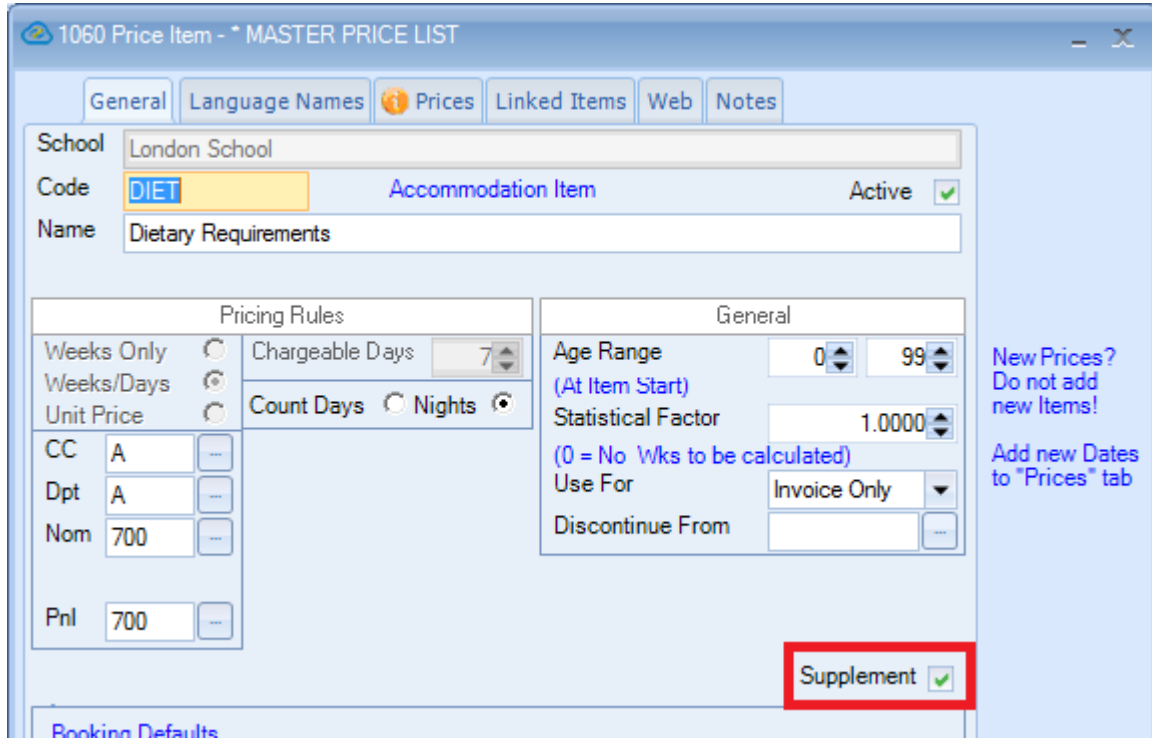 1060 Price Item - * MASTER PRICE LIST
General Language Names Prices Linked Items Web Notes
School London School
Code DIET Accommodation Item Active
Name Dietary Requirements
Pricing Rules
Weeks Only
Weeks/Days
Unit Price
Chargeable Days 7
Count Days Nights
CC A
Dpt A
Nom 700
Pnl 700
General
Age Range 0 99
(At Item Start)
Statistical Factor 1.0000
(0 = No Wks to be calculated)
Use For Invoice Only
Discontinue From
New Prices?
Do not add
new Items!
Add new Dates
to "Prices" tab
Supplement
Booking Defaults